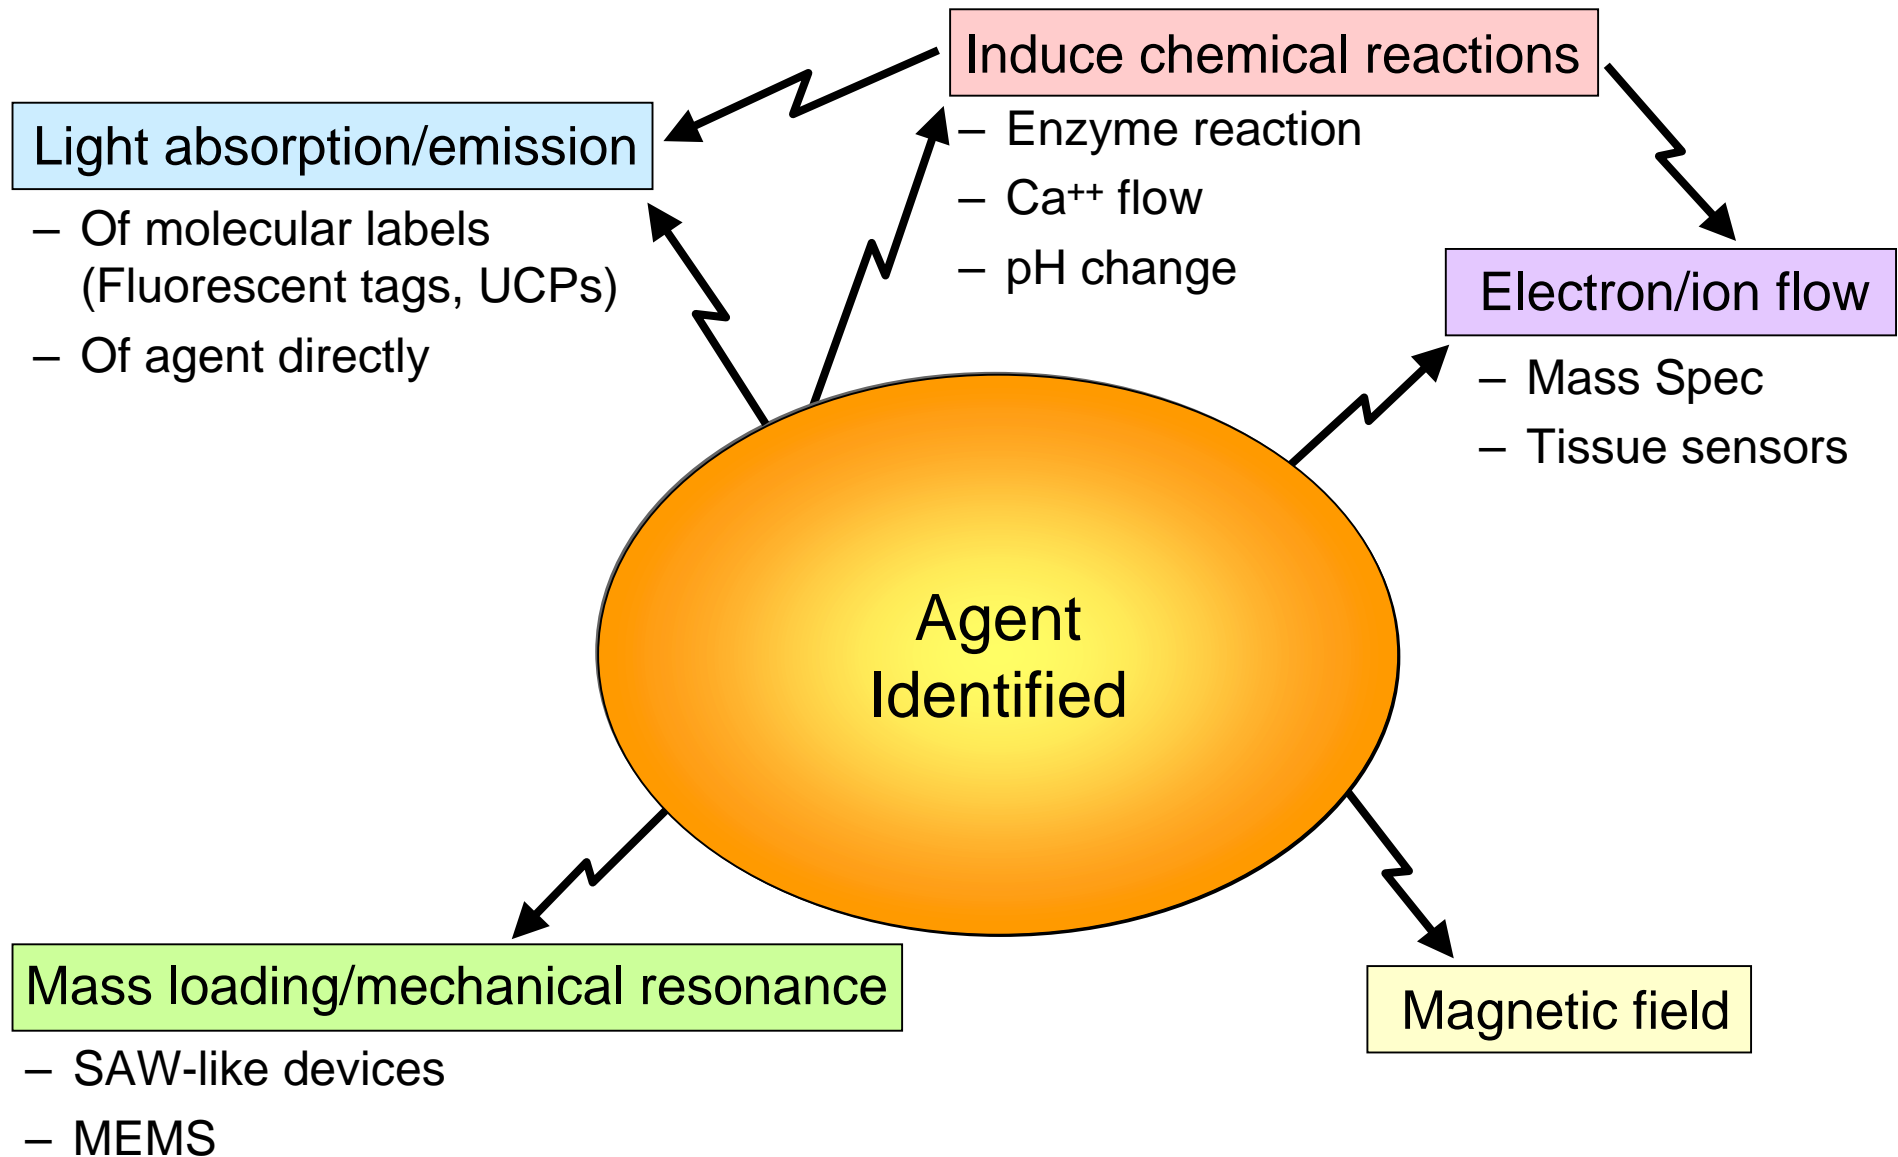 Induce chemical reactions
– Enzyme reaction
– Ca⁺⁺ flow
– pH change
Light absorption/emission
– Of molecular labels
(Fluorescent tags, UCPs)
– Of agent directly
Electron/ion flow
– Mass Spec
– Tissue sensors
Agent
Identified
Mass loading/mechanical resonance
– SAW-like devices
– MEMS
Magnetic field